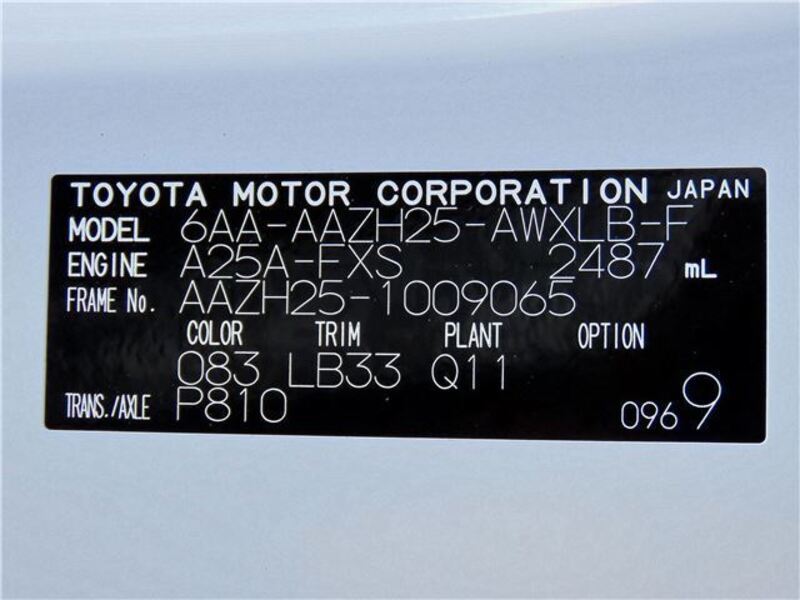 TOYOTA MOTOR CORPORATION JAPAN
MODEL 6AA-AAZH25-AWXLB-F
ENGINE A25A-FXS 2487 mL
FRAME No. AAZH25-1009065
COLOR TRIM PLANT OPTION
083 LB33 Q11
TRANS./AXLE P810 096 9